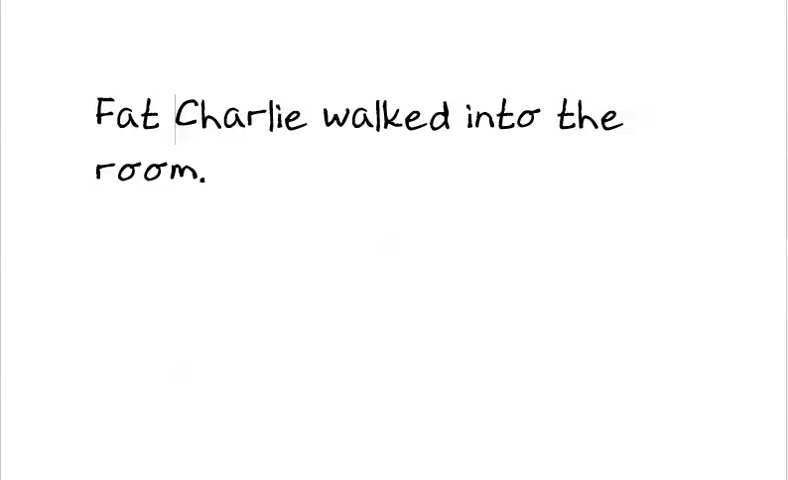 Fat Charlie walked into the
room.